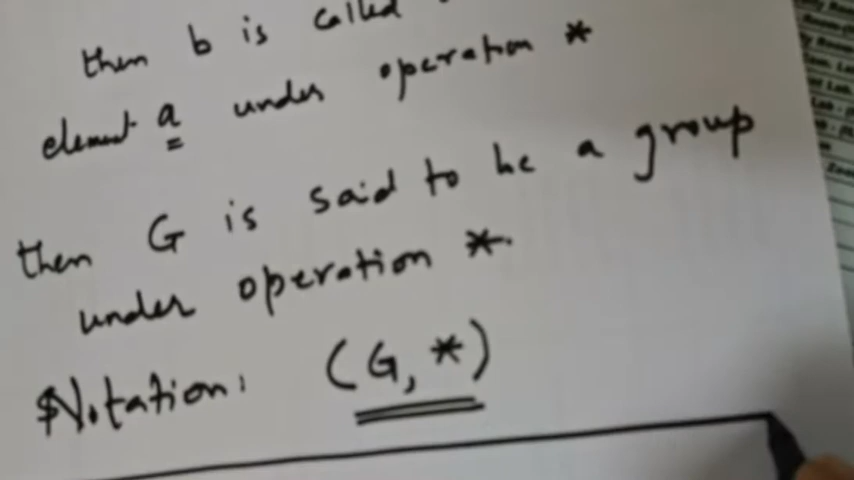 then b is called
element a under operation *
then G is said to be a group
under operation *.
Notation: (G, *)